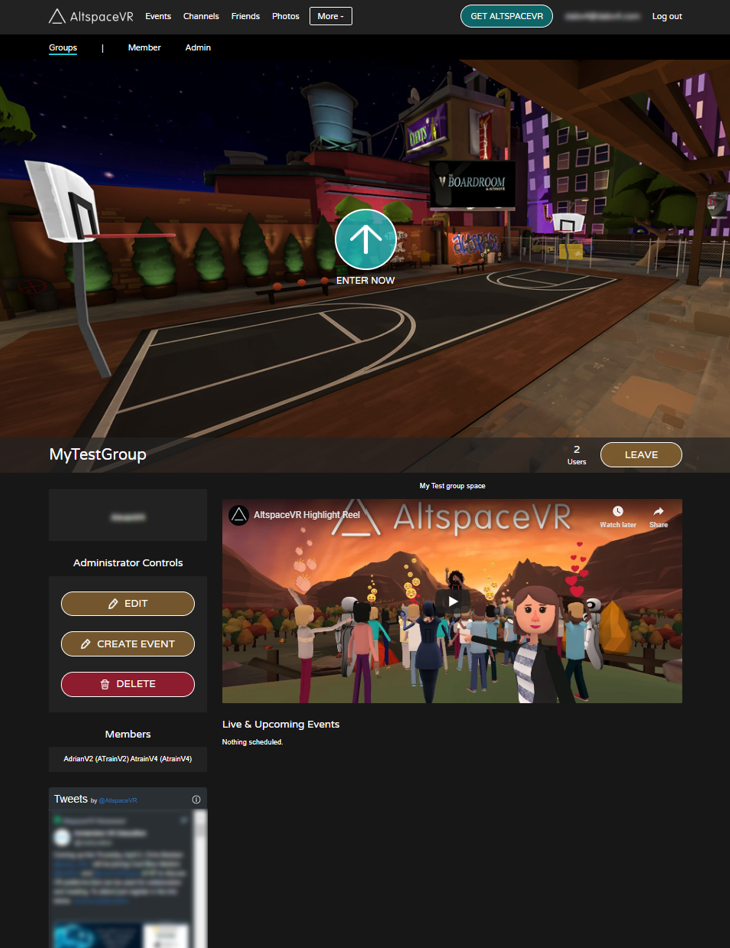 AltspaceVR Events Channels Friends Photos More - GET ALTSPACEVR Log out
Groups | Member Admin
EVENTS
BOARDROOM
ENTER NOW
MyTestGroup
2
Users
LEAVE
My Test group space
AltspaceVR Highlight Reel
AltspaceVR
Watch later Share
Administrator Controls
EDIT
CREATE EVENT
DELETE
Members
AdrianV2 (ATrainV2) AtrainV4 (AtrainV4)
Live & Upcoming Events
Nothing scheduled.
Tweets by @AltspaceVR